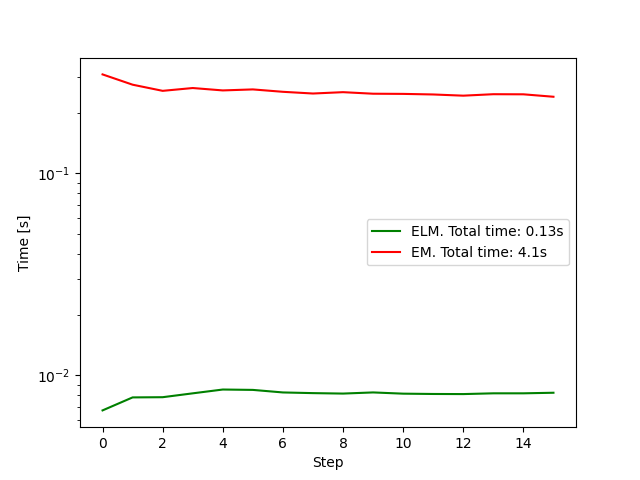 10⁻¹
10⁻²
Time [s]
ELM. Total time: 0.13s
EM. Total time: 4.1s
0 2 4 6 8 10 12 14
Step